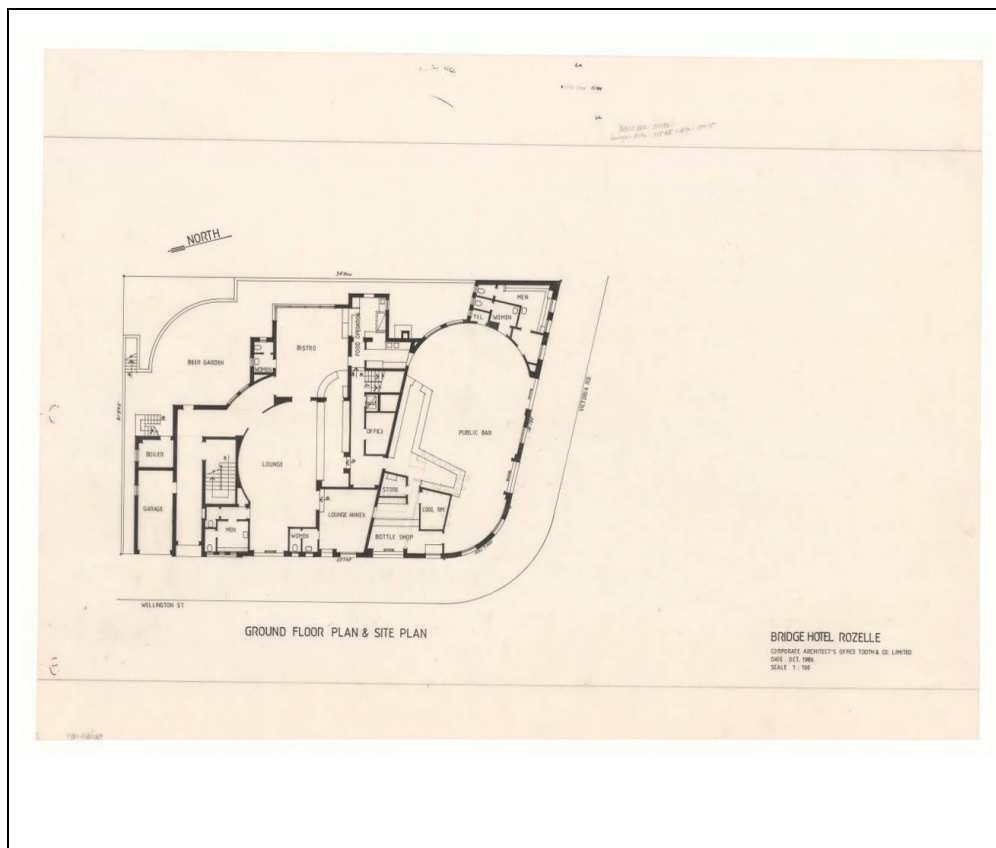 NORTH
BEER GARDEN
BISTRO
FOOD OPERATION
WOMEN
TEL.
WOMEN
MEN
VICTORIA RD.
PUBLIC BAR
OFFICE
LOUNGE
BOILER
GARAGE
STORE
COOL RM.
LOUNGE ANNEX
MEN
WOMEN
BOTTLE SHOP
WELLINGTON ST.
GROUND FLOOR PLAN & SITE PLAN
BRIDGE HOTEL ROZELLE
CORPORATE ARCHITECT'S OFFICE TOOTH & CO. LIMITED
DATE : OCT. 1986
SCALE 1 : 100